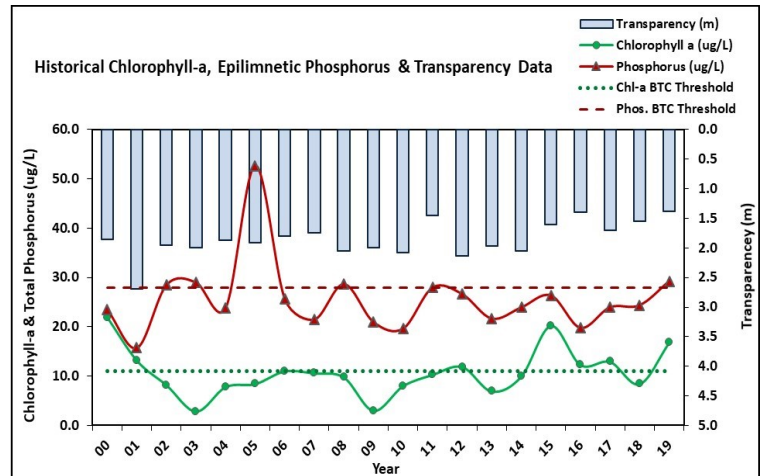 Transparency (m)
Chlorophyll a (ug/L)
Phosphorus (ug/L)
Chl-a BTC Threshold
Phos. BTC Threshold
Historical Chlorophyll-a, Epilimnetic Phosphorus & Transparency Data
Chlorophyll-a & Total Phosphorus (ug/L)
60.0
50.0
40.0
30.0
20.0
10.0
0.0
0.0
0.5
1.0
1.5
2.0
2.5
3.0
3.5
4.0
4.5
5.0
Transparencey (m)
00 01 02 03 04 05 06 07 08 09 10 11 12 13 14 15 16 17 18 19
Year